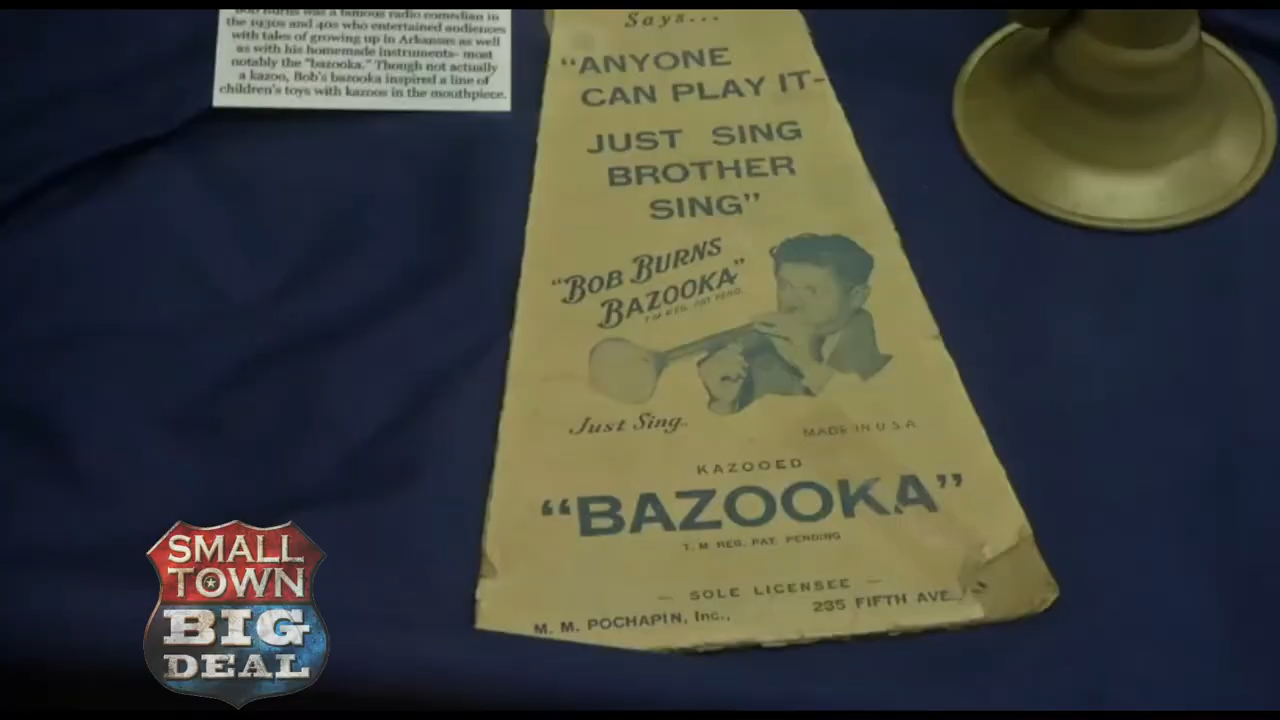 Bob Burns was a famous radio comedian in
the 1930s and 40s who entertained audiences
with tales of growing up in Arkansas as well
as with his homemade instruments- most
notably the "bazooka." Though not actually
a kazoo, Bob's bazooka inspired a line of
children's toys with kazoos in the mouthpiece.
Says...
"ANYONE
CAN PLAY IT-
JUST SING
BROTHER
SING"
"BOB BURNS
BAZOOKA"
T M REG. PAT. PEND.
Just Sing..
MADE IN U.S.A.
KAZOOED
"BAZOOKA"
T. M REG. PAT. PENDING
— SOLE LICENSEE —
M. M. POCHAPIN, Inc., 235 FIFTH AVE.,
SMALL
TOWN
BIG
DEAL